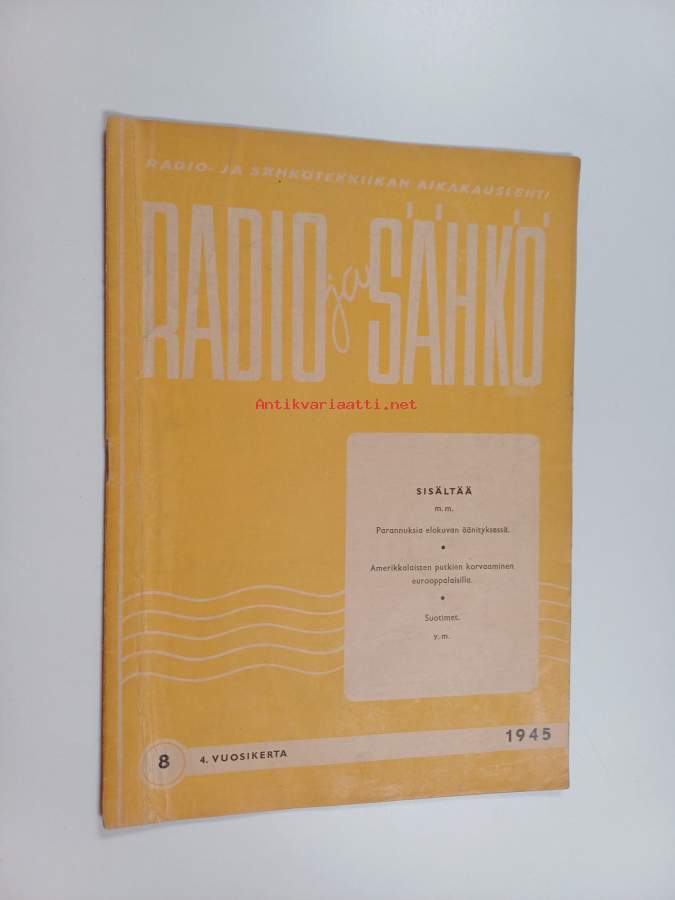 RADIO- JA SÄHKÖTEKNIIKAN AIKAKAUSLEHTI
RADIO ja SÄHKÖ
Antikvariaatti.net
SISÄLTÄÄ
m.m.
Parannuksia elokuvan äänityksessä.
•
Amerikkalaisten putkien korvaaminen
eurooppalaisilla.
•
Suotimet.
y.m.
8 4. VUOSIKERTA 1945